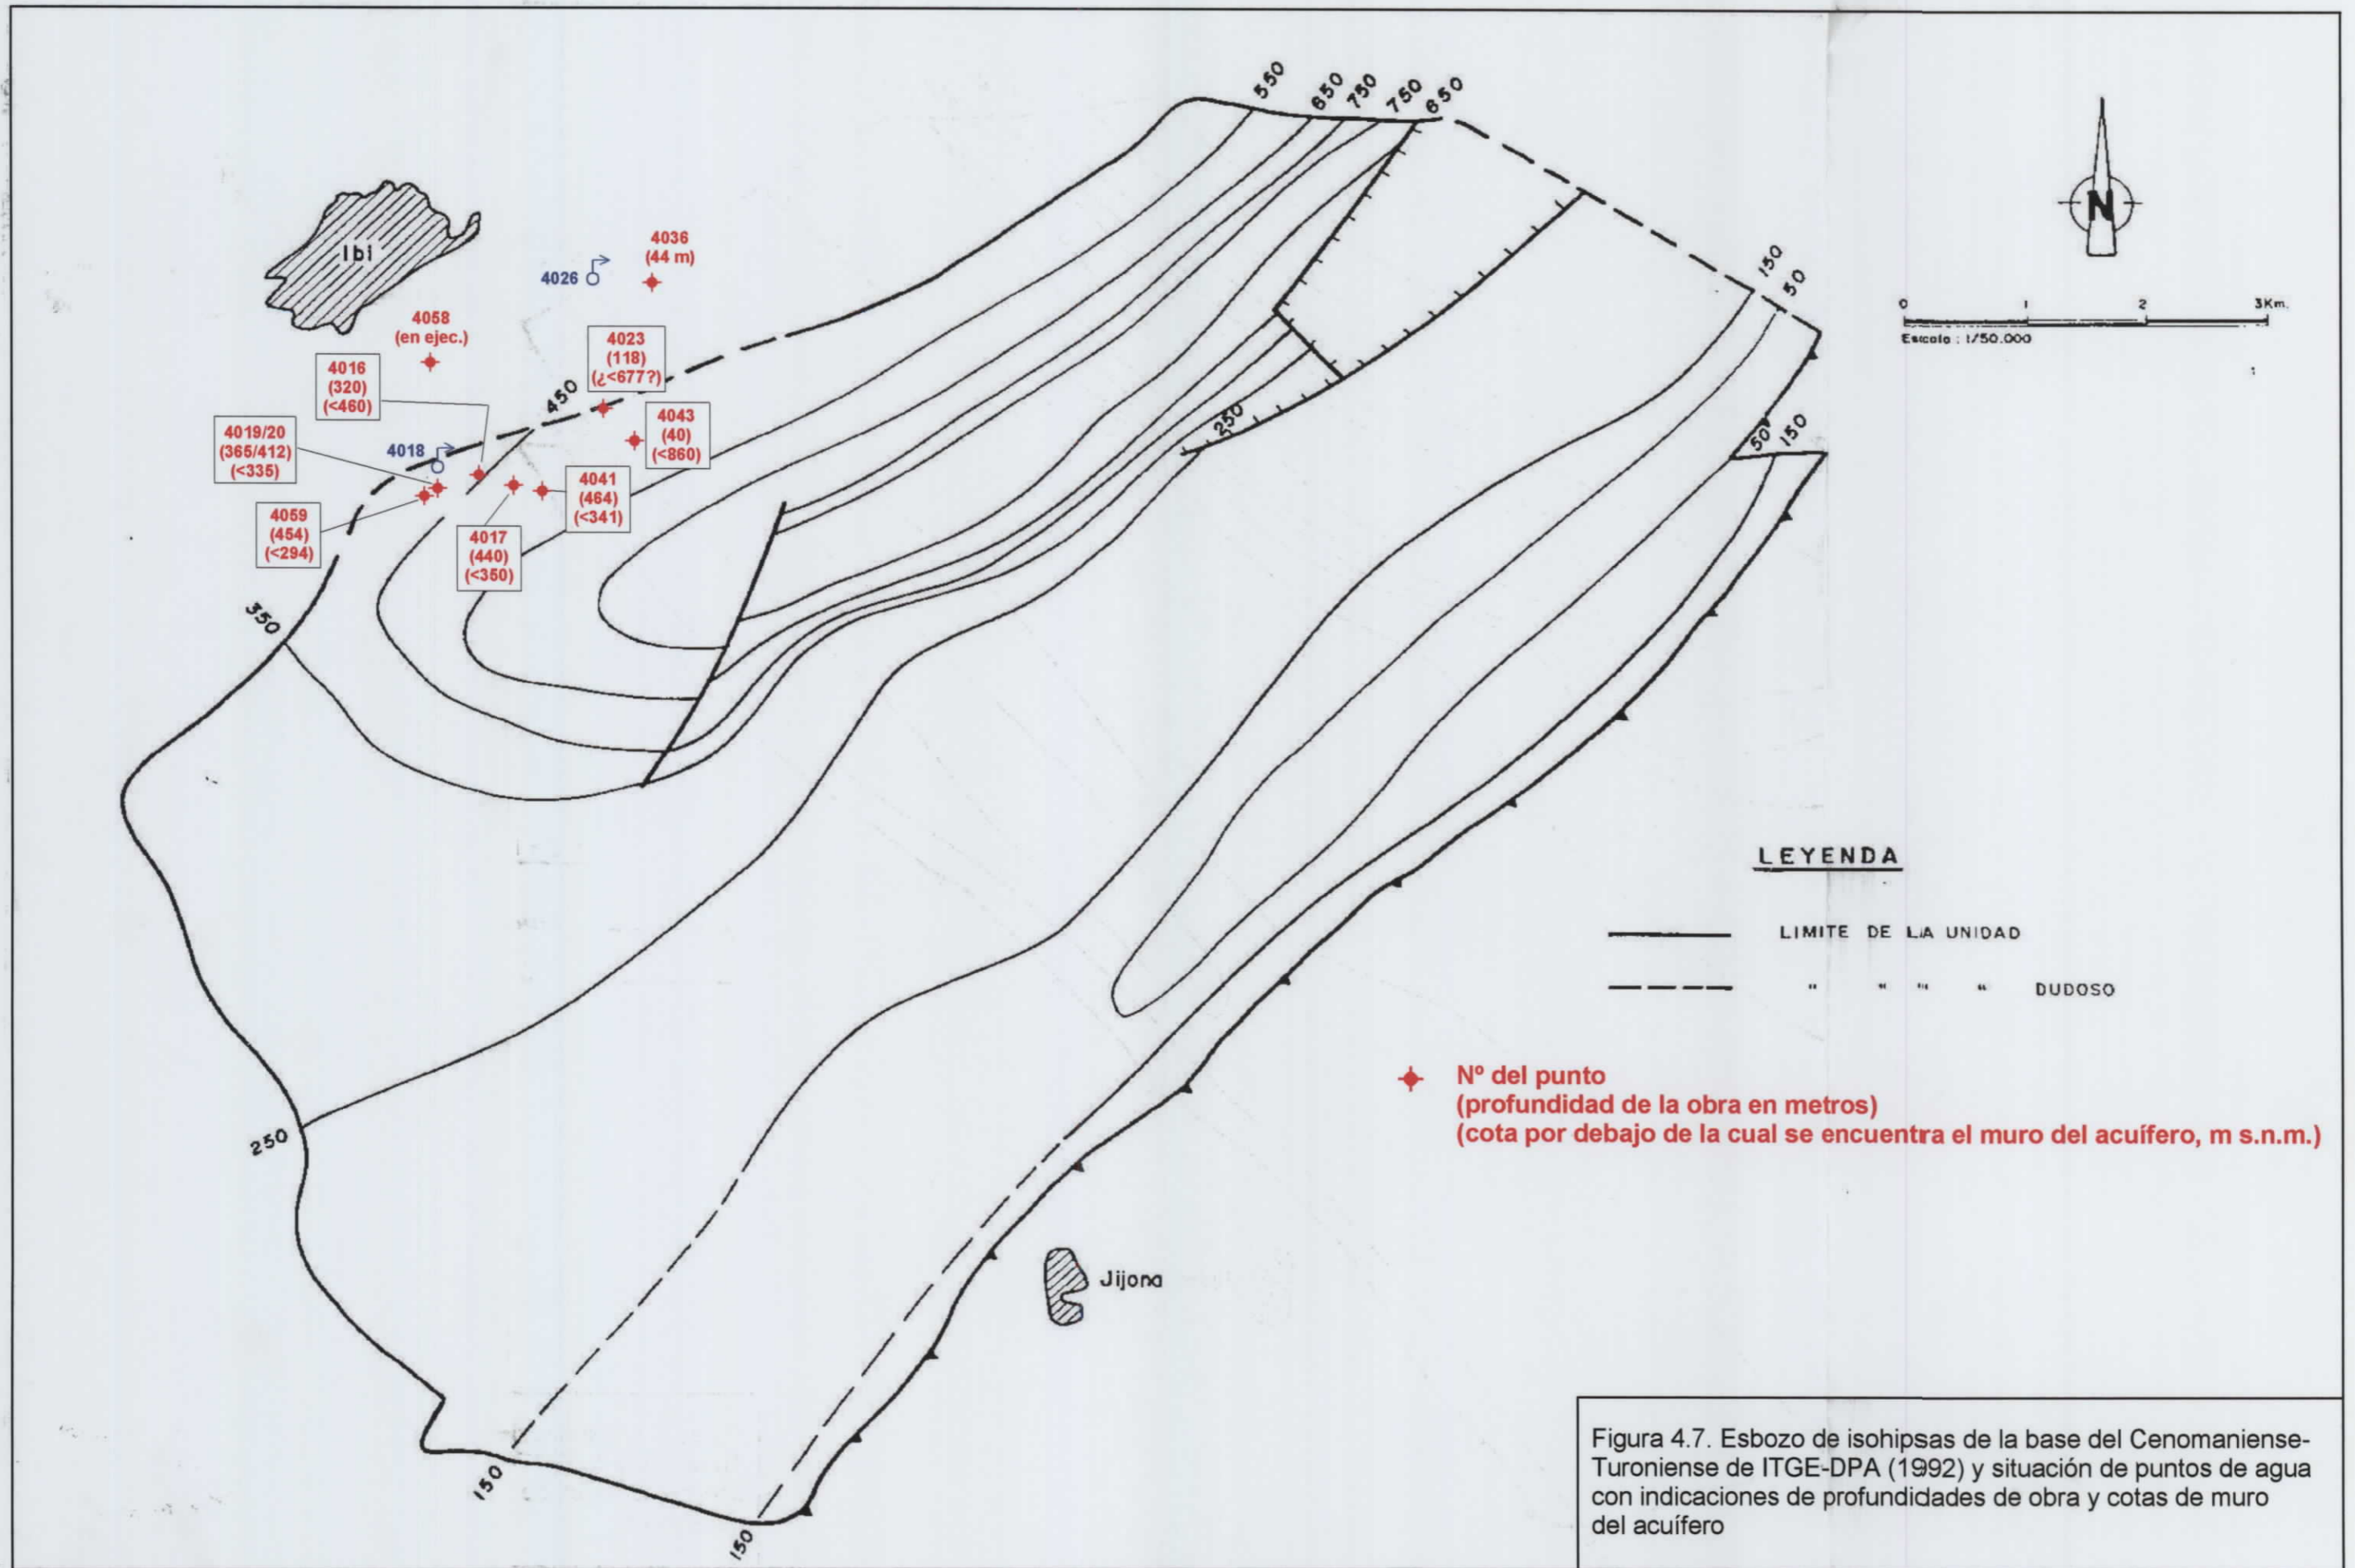 550
650
750
750
650
Ibi
4036
(44 m)
4026
N
150
50
0 1 2 3Km.
Escala : 1/50.000
4058
(en ejec.)
4023
(118)
(¿<677?)
4016
(320)
(<460)
450
4043
(40)
(<860)
250
50
150
4019/20
(365/412)
(<335)
4018
4041
(464)
(<341)
4059
(454)
(<294)
4017
(440)
(<350)
350
LEYENDA
LIMITE DE LA UNIDAD
" " " " DUDOSO
Nº del punto
(profundidad de la obra en metros)
(cota por debajo de la cual se encuentra el muro del acuífero, m s.n.m.)
250
Jijona
150
150
Figura 4.7. Esbozo de isohipsas de la base del Cenomaniense-
Turoniense de ITGE-DPA (1992) y situación de puntos de agua
con indicaciones de profundidades de obra y cotas de muro
del acuífero